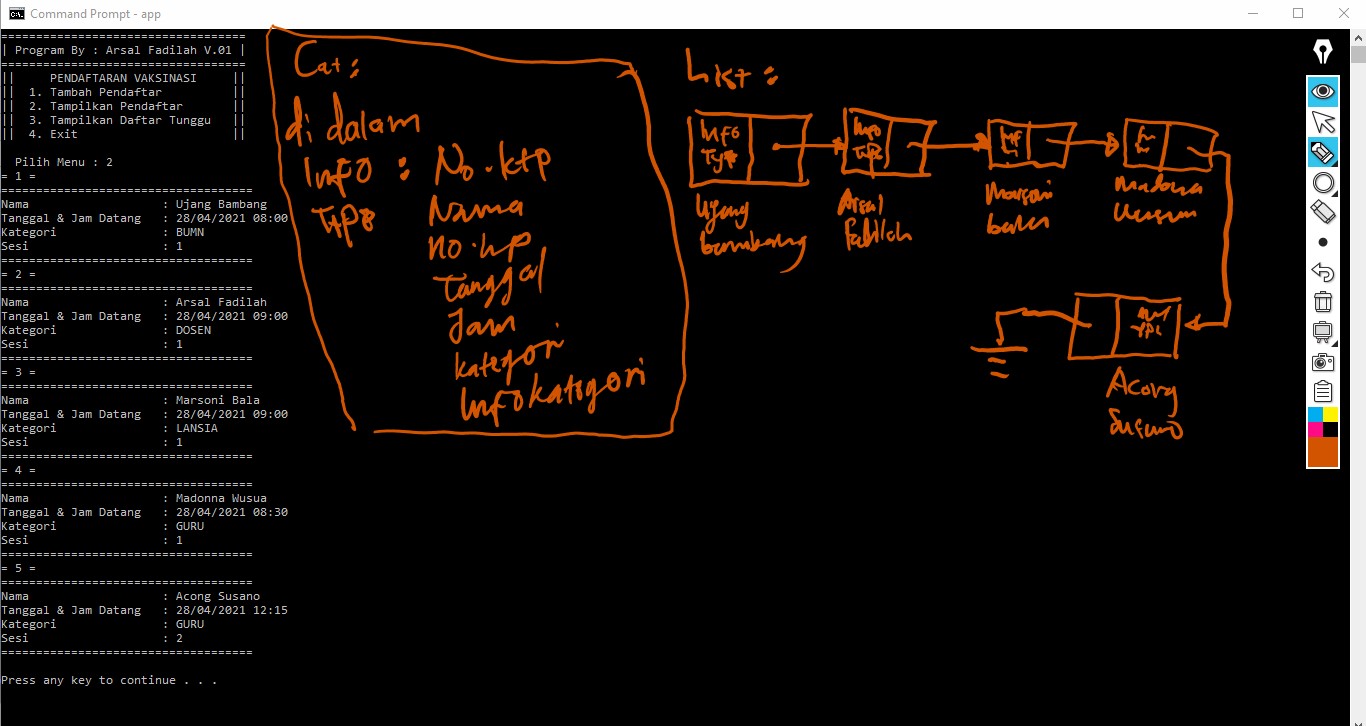 Command Prompt - app
===================================
| Program By : Arsal Fadilah V.01 |
===================================
||     PENDAFTARAN VAKSINASI     ||
||  1. Tambah Pendaftar          ||
||  2. Tampilkan Pendaftar       ||
||  3. Tampilkan Daftar Tunggu   ||
||  4. Exit                      ||
Pilih Menu : 2
= 1 =
====================================
Nama                   : Ujang Bambang
Tanggal & Jam Datang   : 28/04/2021 08:00
Kategori               : BUMN
Sesi                   : 1
====================================
= 2 =
====================================
Nama                   : Arsal Fadilah
Tanggal & Jam Datang   : 28/04/2021 09:00
Kategori               : DOSEN
Sesi                   : 1
====================================
= 3 =
====================================
Nama                   : Marsoni Bala
Tanggal & Jam Datang   : 28/04/2021 09:00
Kategori               : LANSIA
Sesi                   : 1
====================================
= 4 =
====================================
Nama                   : Madonna Wusua
Tanggal & Jam Datang   : 28/04/2021 08:30
Kategori               : GURU
Sesi                   : 1
====================================
= 5 =
====================================
Nama                   : Acong Susano
Tanggal & Jam Datang   : 28/04/2021 12:15
Kategori               : GURU
Sesi                   : 2
====================================
Press any key to continue . . .
Cat :
di dalam
Info : No.ktp
Type
Nama
no.hp
Tanggal
Jam
kategori
Infokategori
List :
Info
Type
Ujang
bambang
Info
Type
Arsal
Fadilah
Marsoni
bala
Madona
Acong